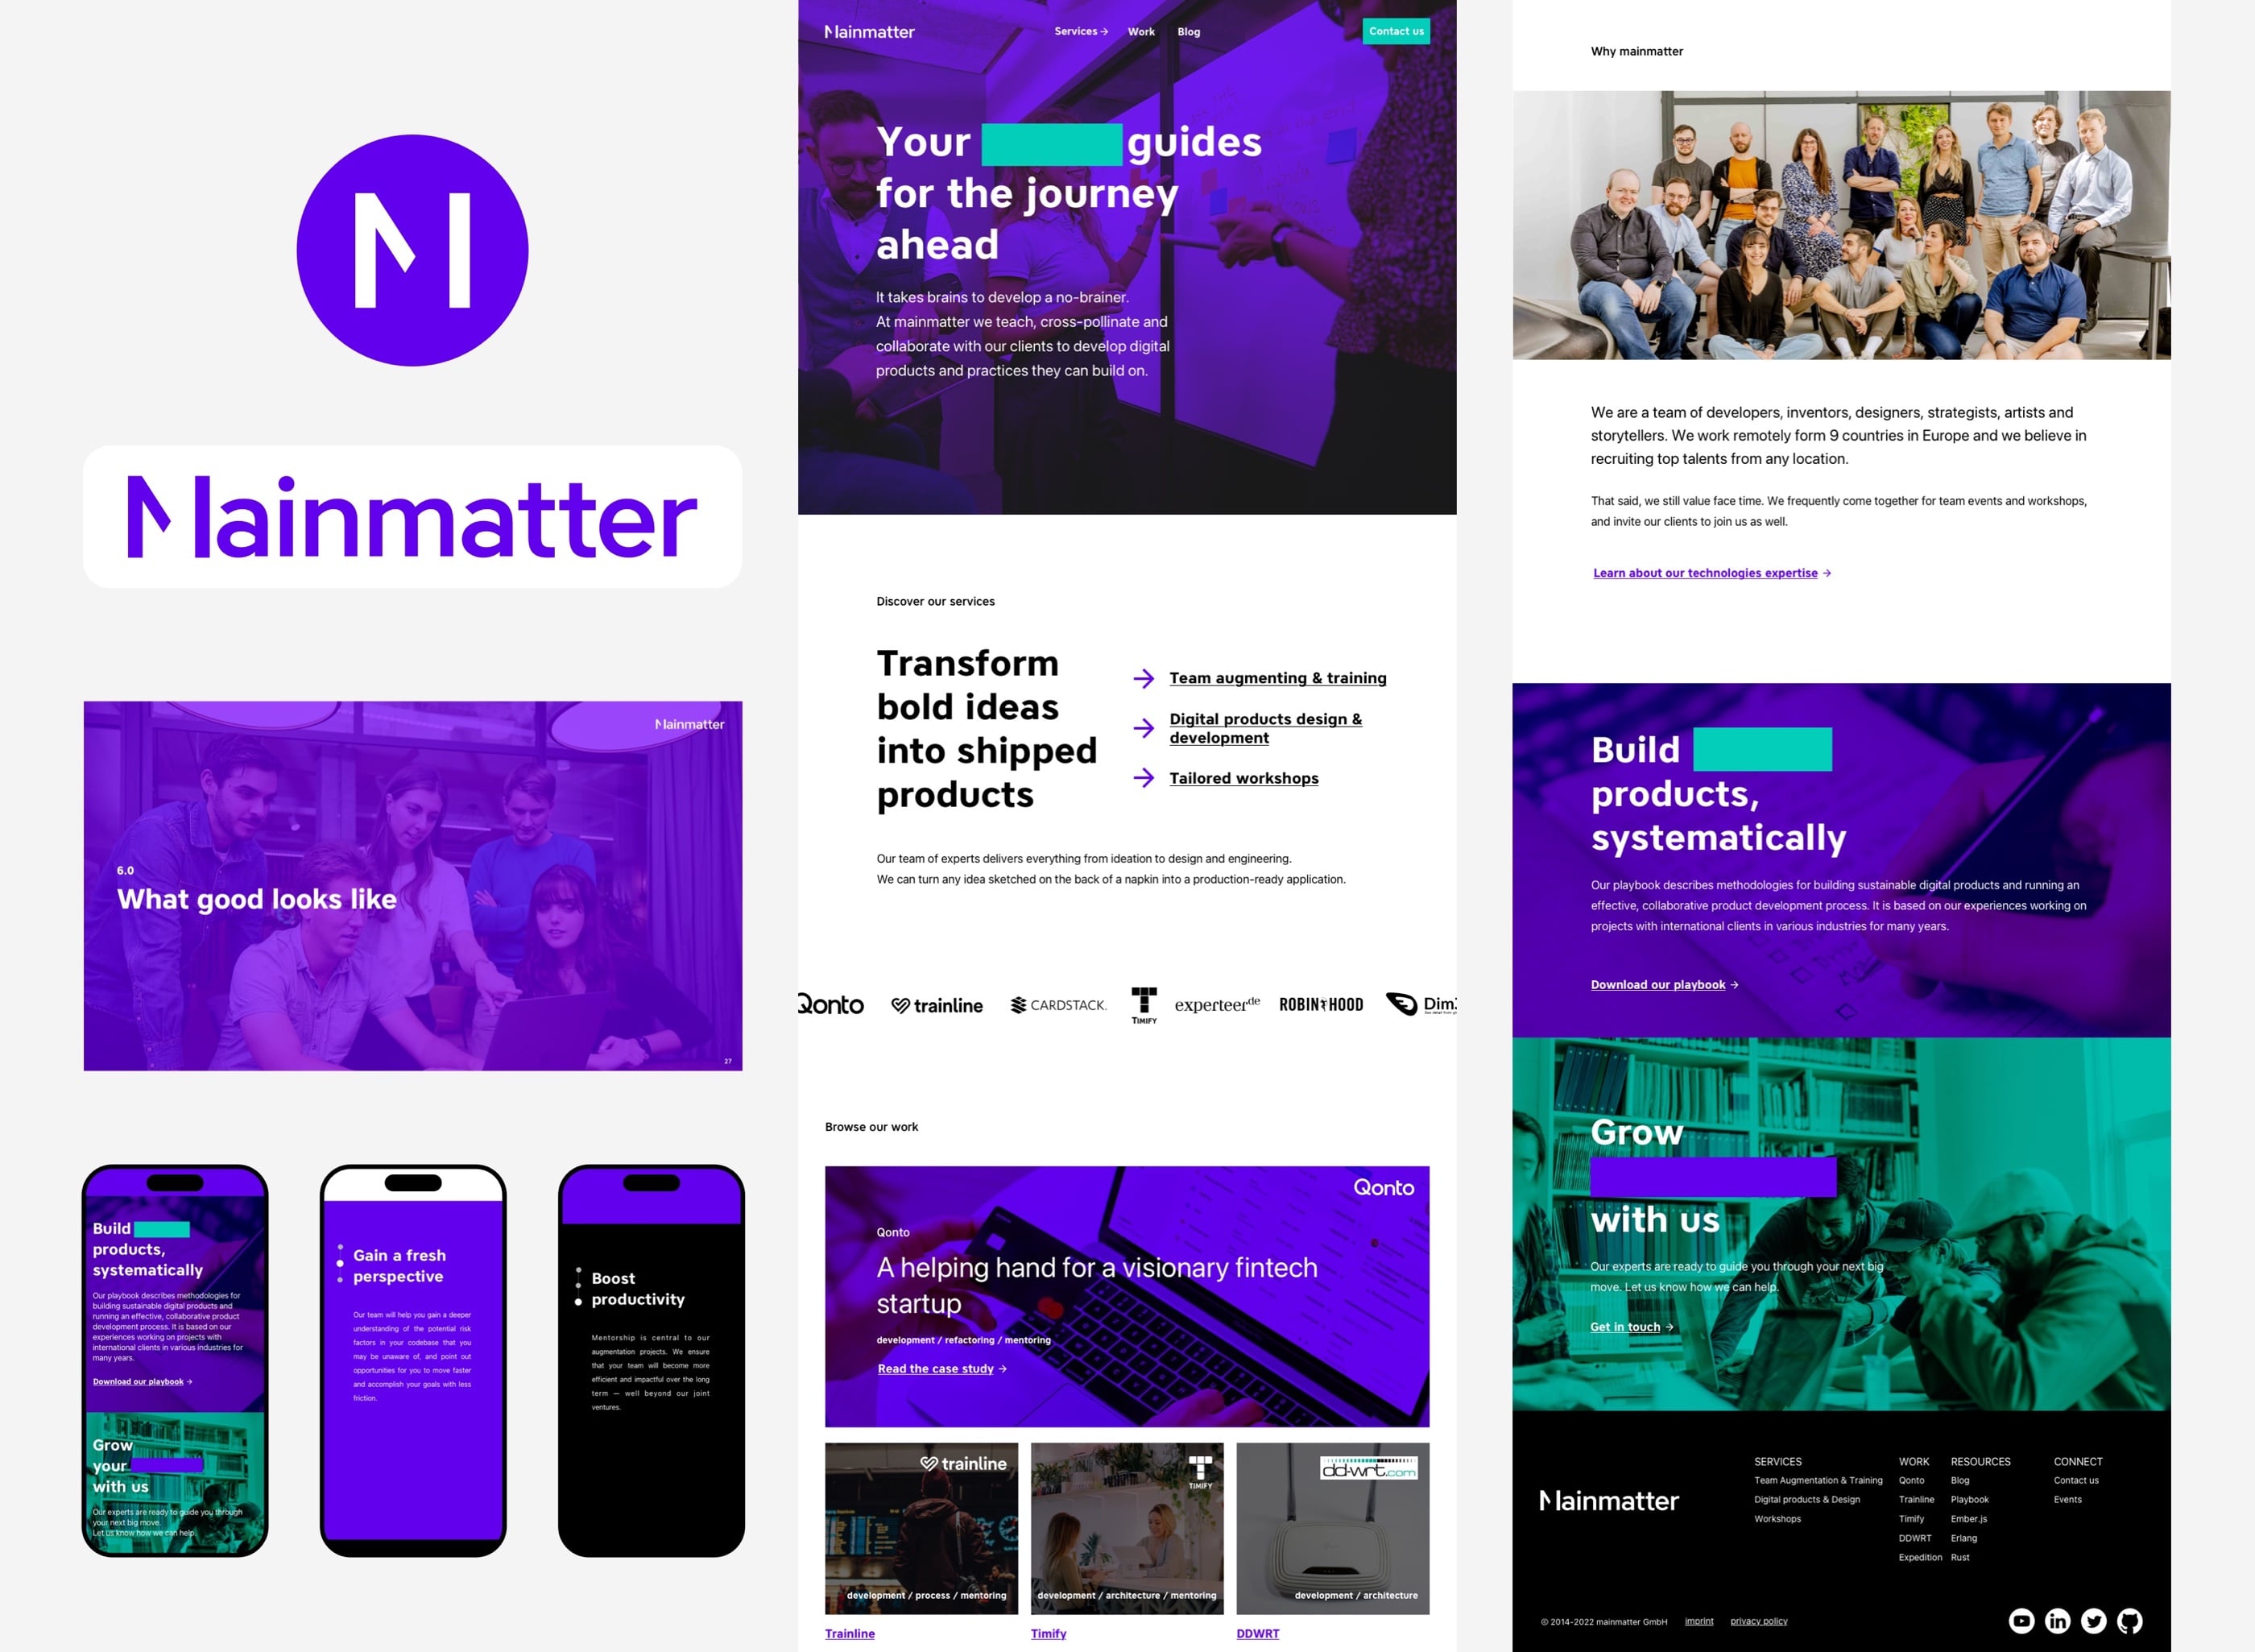 M
Mainmatter
Mainmatter
6.0
What good looks like
27
Build
products,
systematically
Our playbook describes methodologies for
building sustainable digital products and
running an effective, collaborative product
development process. It is based on our
experiences working on projects with
international clients in various industries for
many years.
Download our playbook →
Grow
your
with us
Our experts are ready to guide you through
your next big move.
Let us know how we can help.
Gain a fresh
perspective
Our team will help you gain a deeper
understanding of the potential risk
factors in your codebase that you
may be unaware of, and point out
opportunities for you to move faster
and accomplish your goals with less
friction.
Boost
productivity
Mentorship is central to our
augmentation projects. We ensure
that your team will become more
efficient and impactful over the long
term — well beyond our joint
ventures.
Mainmatter
Services →
Work
Blog
Contact us
Your guides
for the journey
ahead
It takes brains to develop a no-brainer.
At mainmatter we teach, cross-pollinate and
collaborate with our clients to develop digital
products and practices they can build on.
Discover our services
Transform
bold ideas
into shipped
products
→ Team augmenting & training
→ Digital products design &
development
→ Tailored workshops
Our team of experts delivers everything from ideation to design and engineering.
We can turn any idea sketched on the back of a napkin into a production-ready application.
Qonto
trainline
CARDSTACK.
TIMIFY
experteer.de
ROBIN HOOD
Browse our work
Qonto
Qonto
A helping hand for a visionary fintech
startup
development / refactoring / mentoring
Read the case study →
trainline
development / process / mentoring
Trainline
TIMIFY
development / architecture / mentoring
Timify
dd-wrt.com
development / architecture
DDWRT
Why mainmatter
We are a team of developers, inventors, designers, strategists, artists and
storytellers. We work remotely form 9 countries in Europe and we believe in
recruiting top talents from any location.
That said, we still value face time. We frequently come together for team events and workshops,
and invite our clients to join us as well.
Learn about our technologies expertise →
Build
products,
systematically
Our playbook describes methodologies for building sustainable digital products and running an
effective, collaborative product development process. It is based on our experiences working on
projects with international clients in various industries for many years.
Download our playbook →
Grow
with us
Our experts are ready to guide you through your next big
move. Let us know how we can help.
Get in touch →
Mainmatter
SERVICES
Team Augmentation & Training
Digital products & Design
Workshops
WORK
Qonto
Trainline
Timify
DDWRT
Expedition
RESOURCES
Blog
Playbook
Ember.js
Erlang
Rust
CONNECT
Contact us
Events
© 2014-2022 mainmatter GmbH
imprint
privacy policy
in